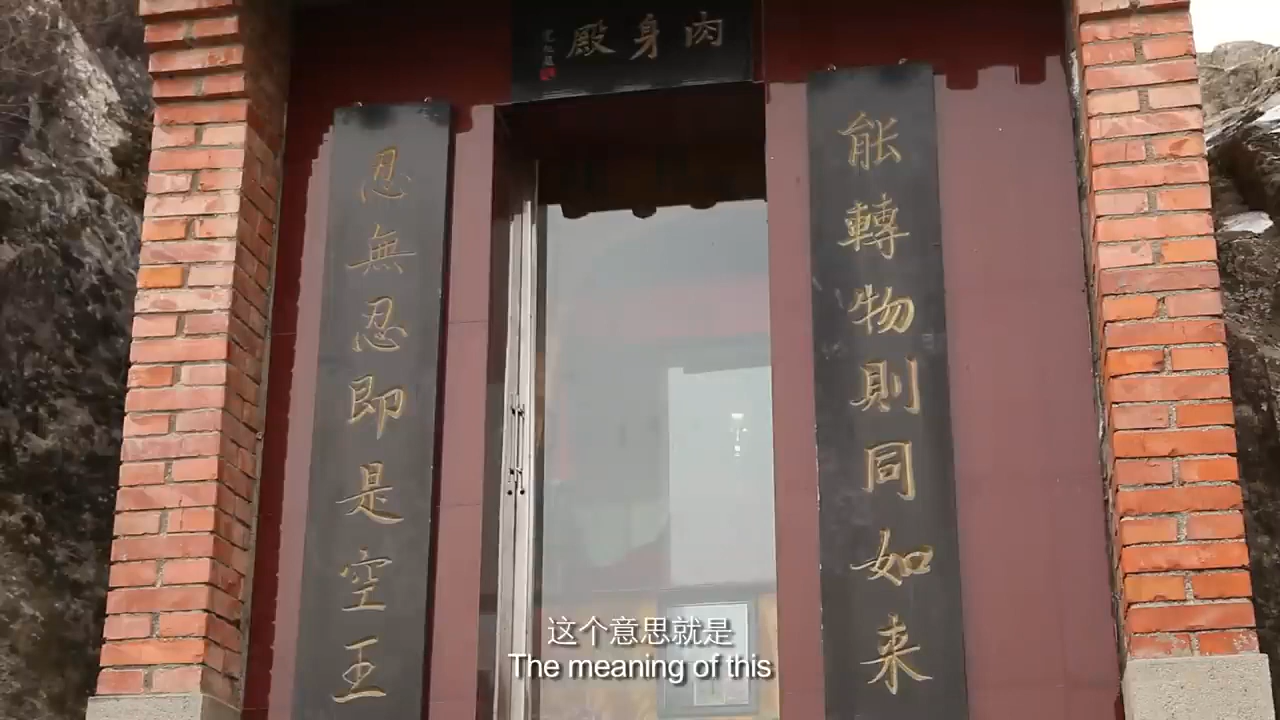 肉身殿
能轉物則同如来
忍無忍即是空王
这个意思就是
The meaning of this